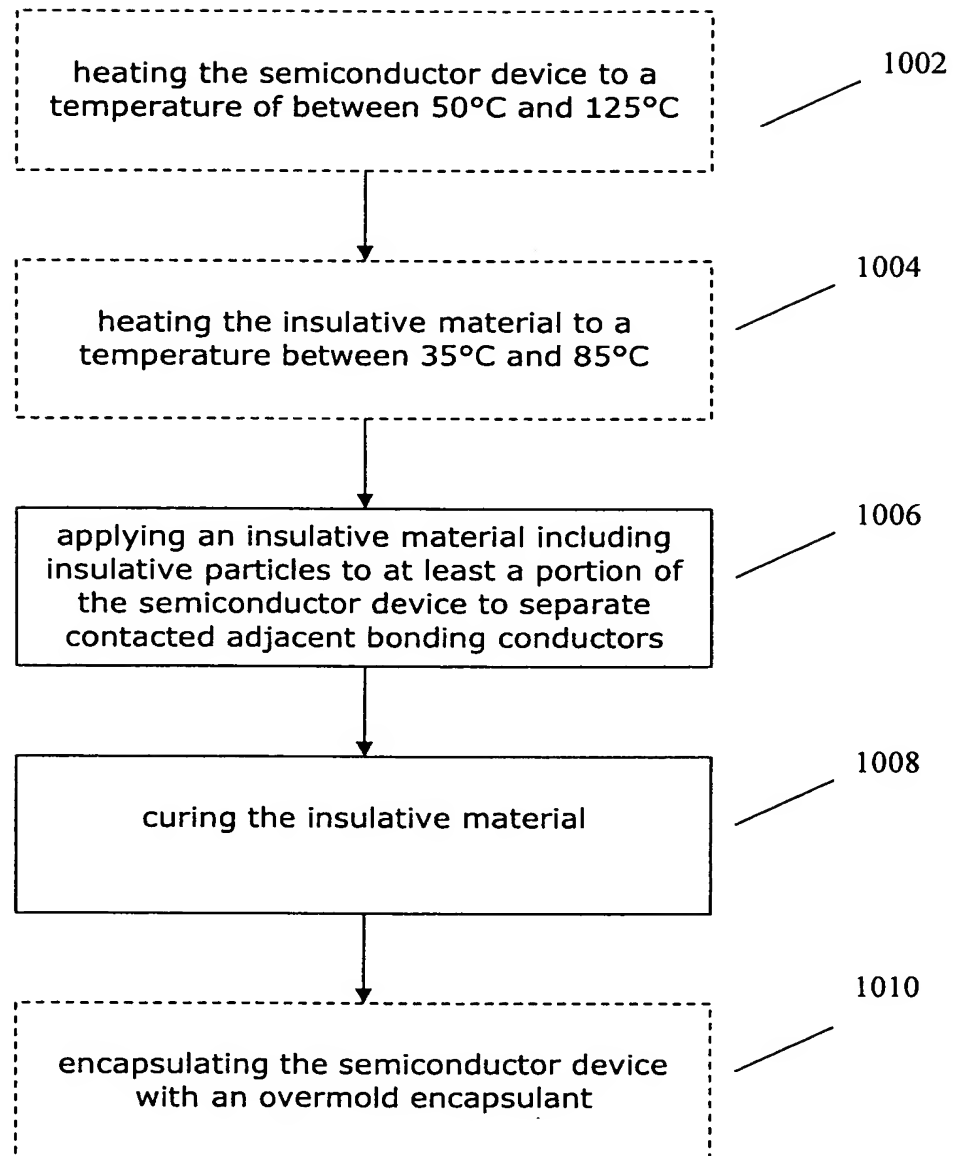 heating the semiconductor device to a
temperature of between 50°C and 125°C
1002
heating the insulative material to a
temperature between 35°C and 85°C
1004
applying an insulative material including
insulative particles to at least a portion of
the semiconductor device to separate
contacted adjacent bonding conductors
1006
curing the insulative material
1008
encapsulating the semiconductor device
with an overmold encapsulant
1010